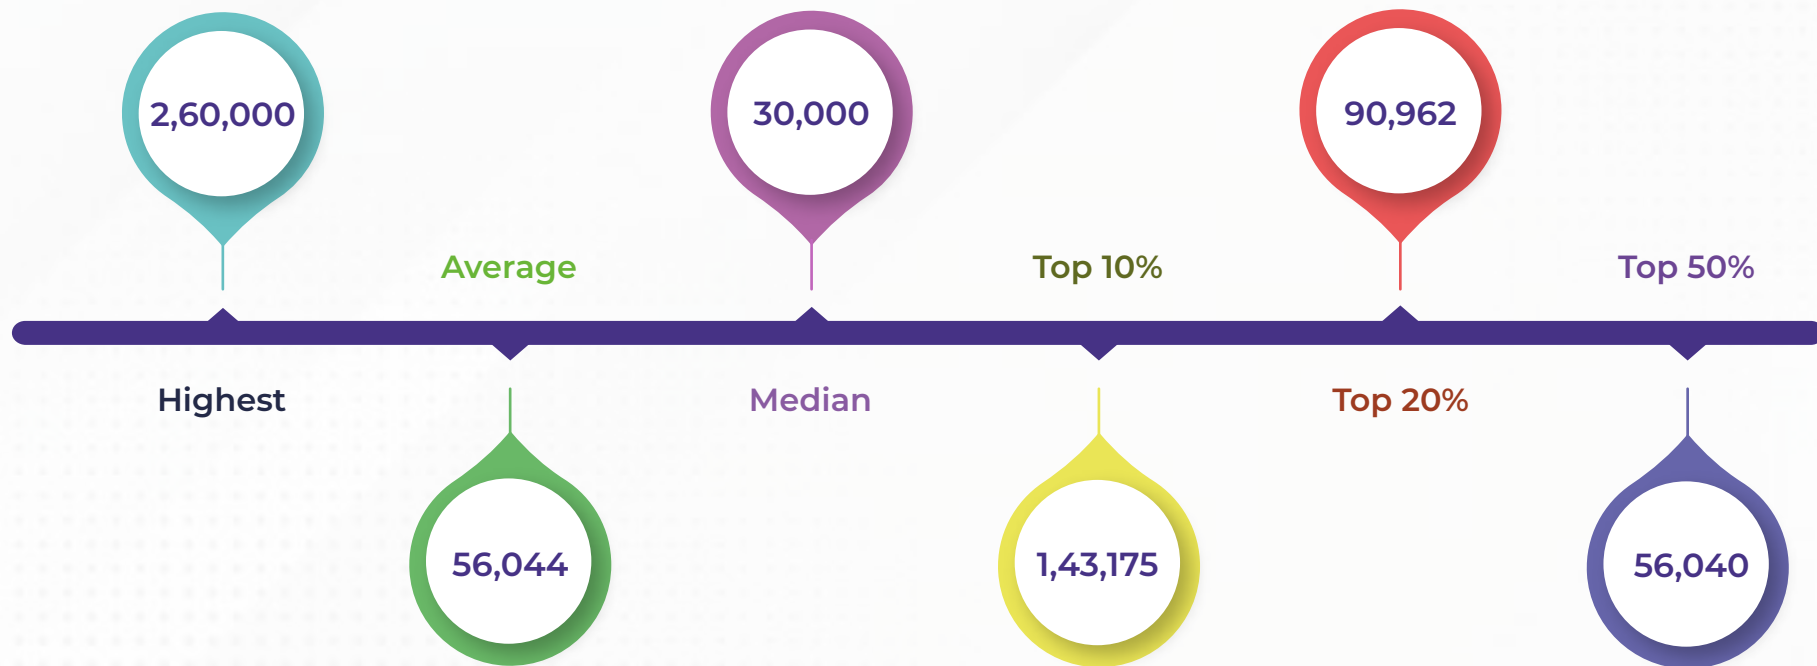 2,60,000
30,000
90,962
Average
Top 10%
Top 50%
Highest
Median
Top 20%
56,044
1,43,175
56,040